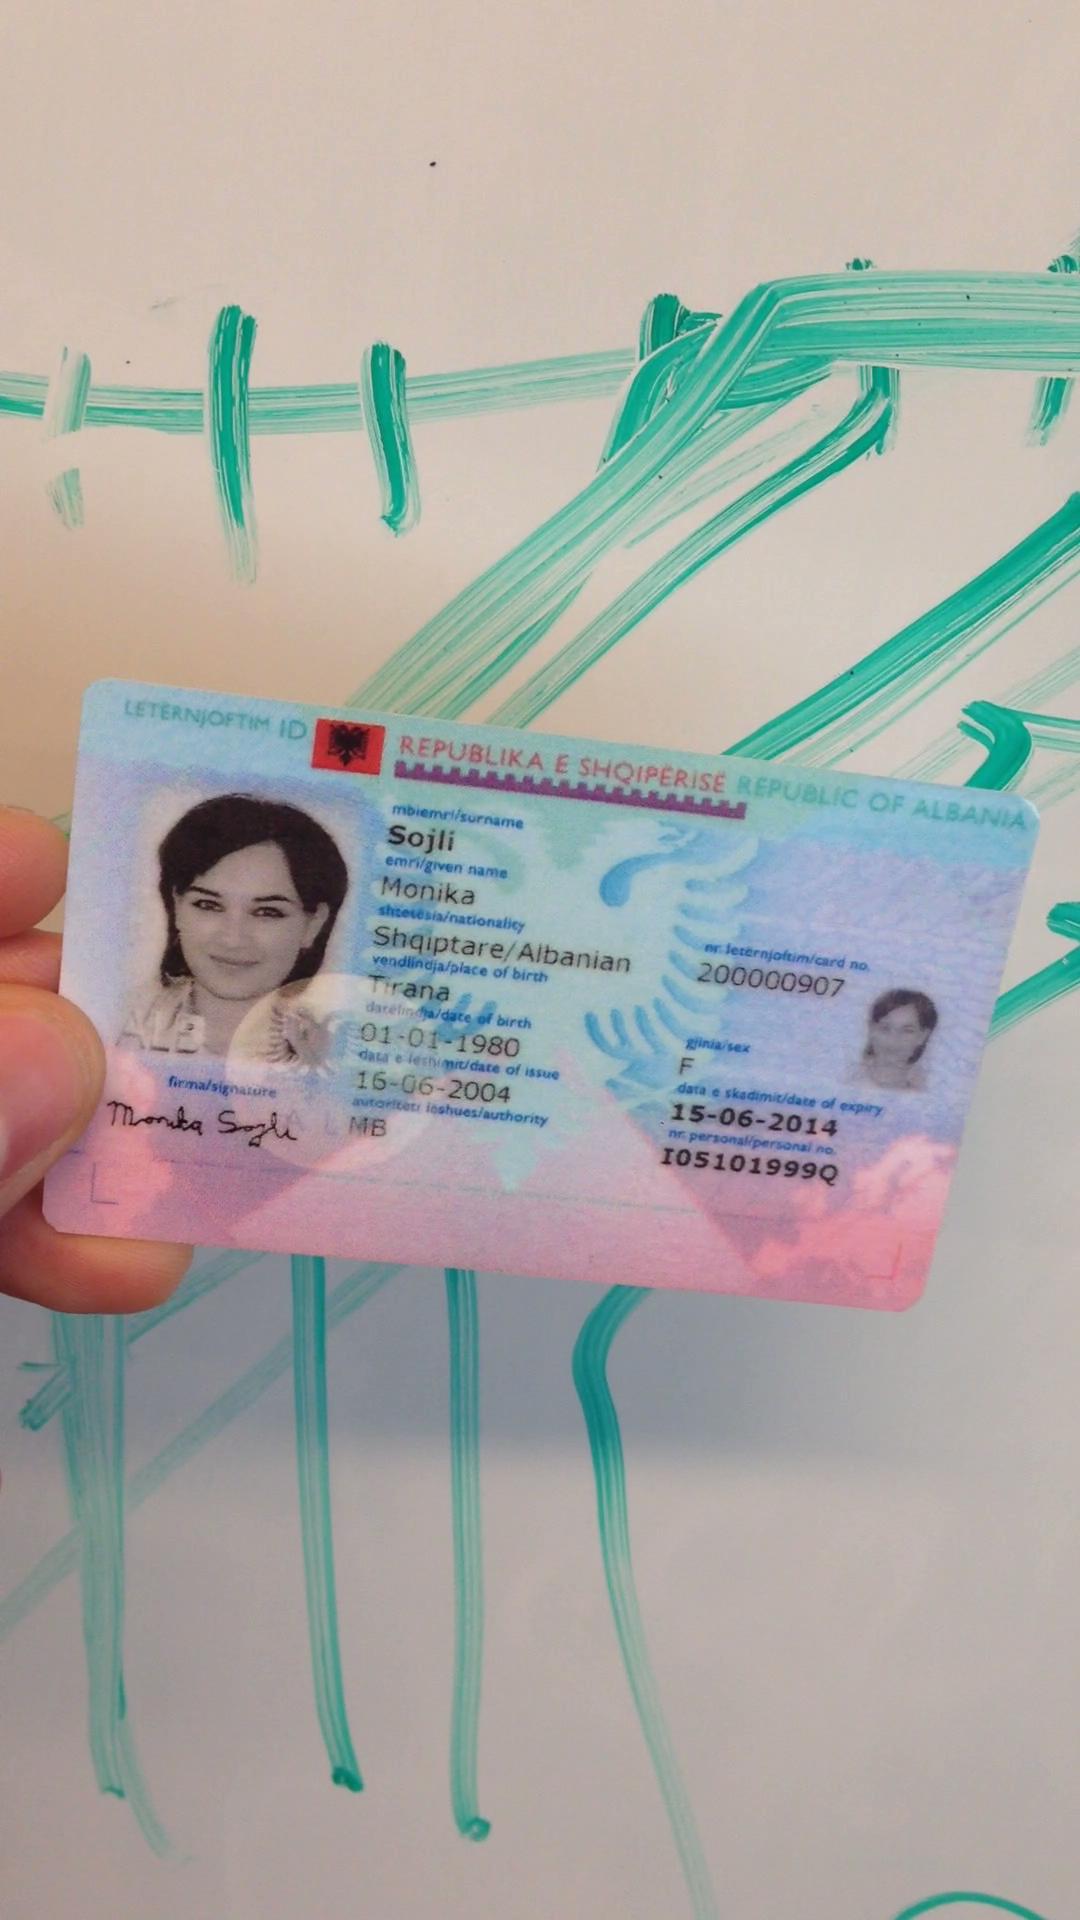 LETËRNJOFTIM ID REPUBLIKA E SHQIPËRISË REPUBLIC OF ALBANIA
mbiemri/surname
Sojli
emri/given name
Monika
shtetësia/nationality
Shqiptare/Albanian
vendlindja/place of birth
Tirana
datëlindja/date of birth
01-01-1980
data e lëshimit/date of issue
16-06-2004
autoriteti lëshues/authority
MB
nr. leternjoftim/card no.
200000907
gjinia/sex
F
data e skadimit/date of expiry
15-06-2014
nr. personal/personal no.
I05101999Q
ALB
firma/signature
Monika Sojli